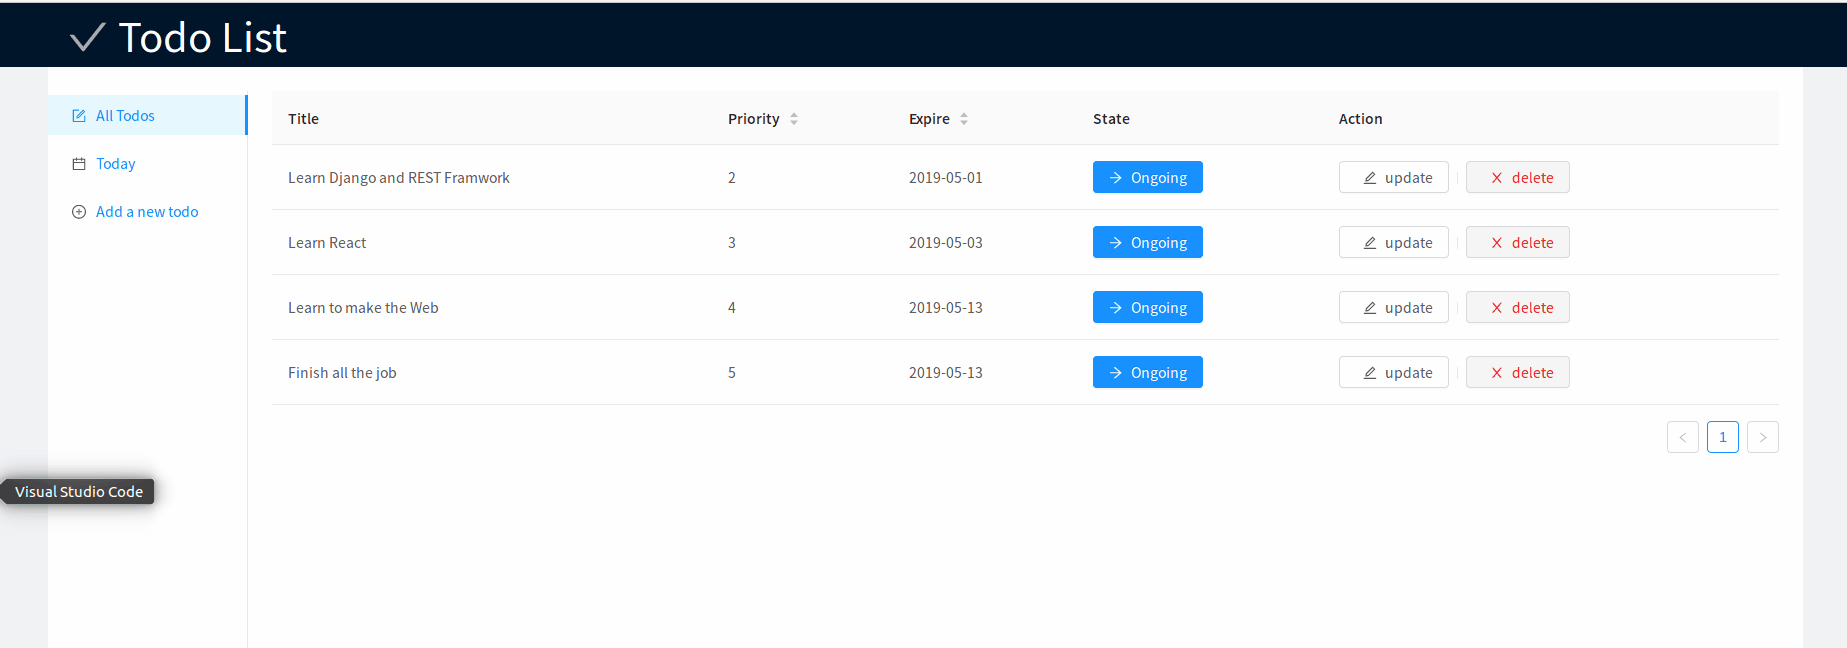 Todo List
All Todos
Today
Add a new todo
Title Priority Expire State Action
Learn Django and REST Framwork 2 2019-05-01 Ongoing update delete
Learn React 3 2019-05-03 Ongoing update delete
Learn to make the Web 4 2019-05-13 Ongoing update delete
Finish all the job 5 2019-05-13 Ongoing update delete
1
Visual Studio Code